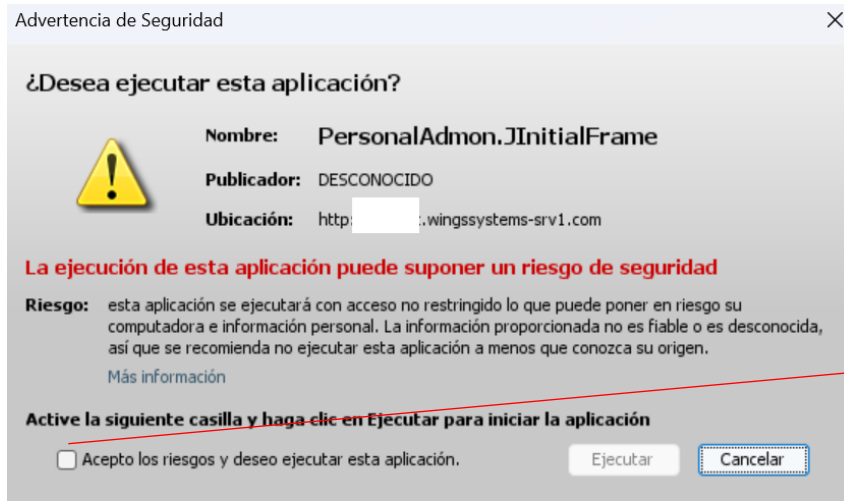 Advertencia de Seguridad
¿Desea ejecutar esta aplicación?
Nombre: PersonalAdmon.JInitialFrame
Publicador: DESCONOCIDO
Ubicación: http: .wingssystems-srv1.com
La ejecución de esta aplicación puede suponer un riesgo de seguridad
Riesgo: esta aplicación se ejecutará con acceso no restringido lo que puede poner en riesgo su
computadora e información personal. La información proporcionada no es fiable o es desconocida,
así que se recomienda no ejecutar esta aplicación a menos que conozca su origen.
Más información
Active la siguiente casilla y haga clic en Ejecutar para iniciar la aplicación
Acepto los riesgos y deseo ejecutar esta aplicación. Ejecutar Cancelar